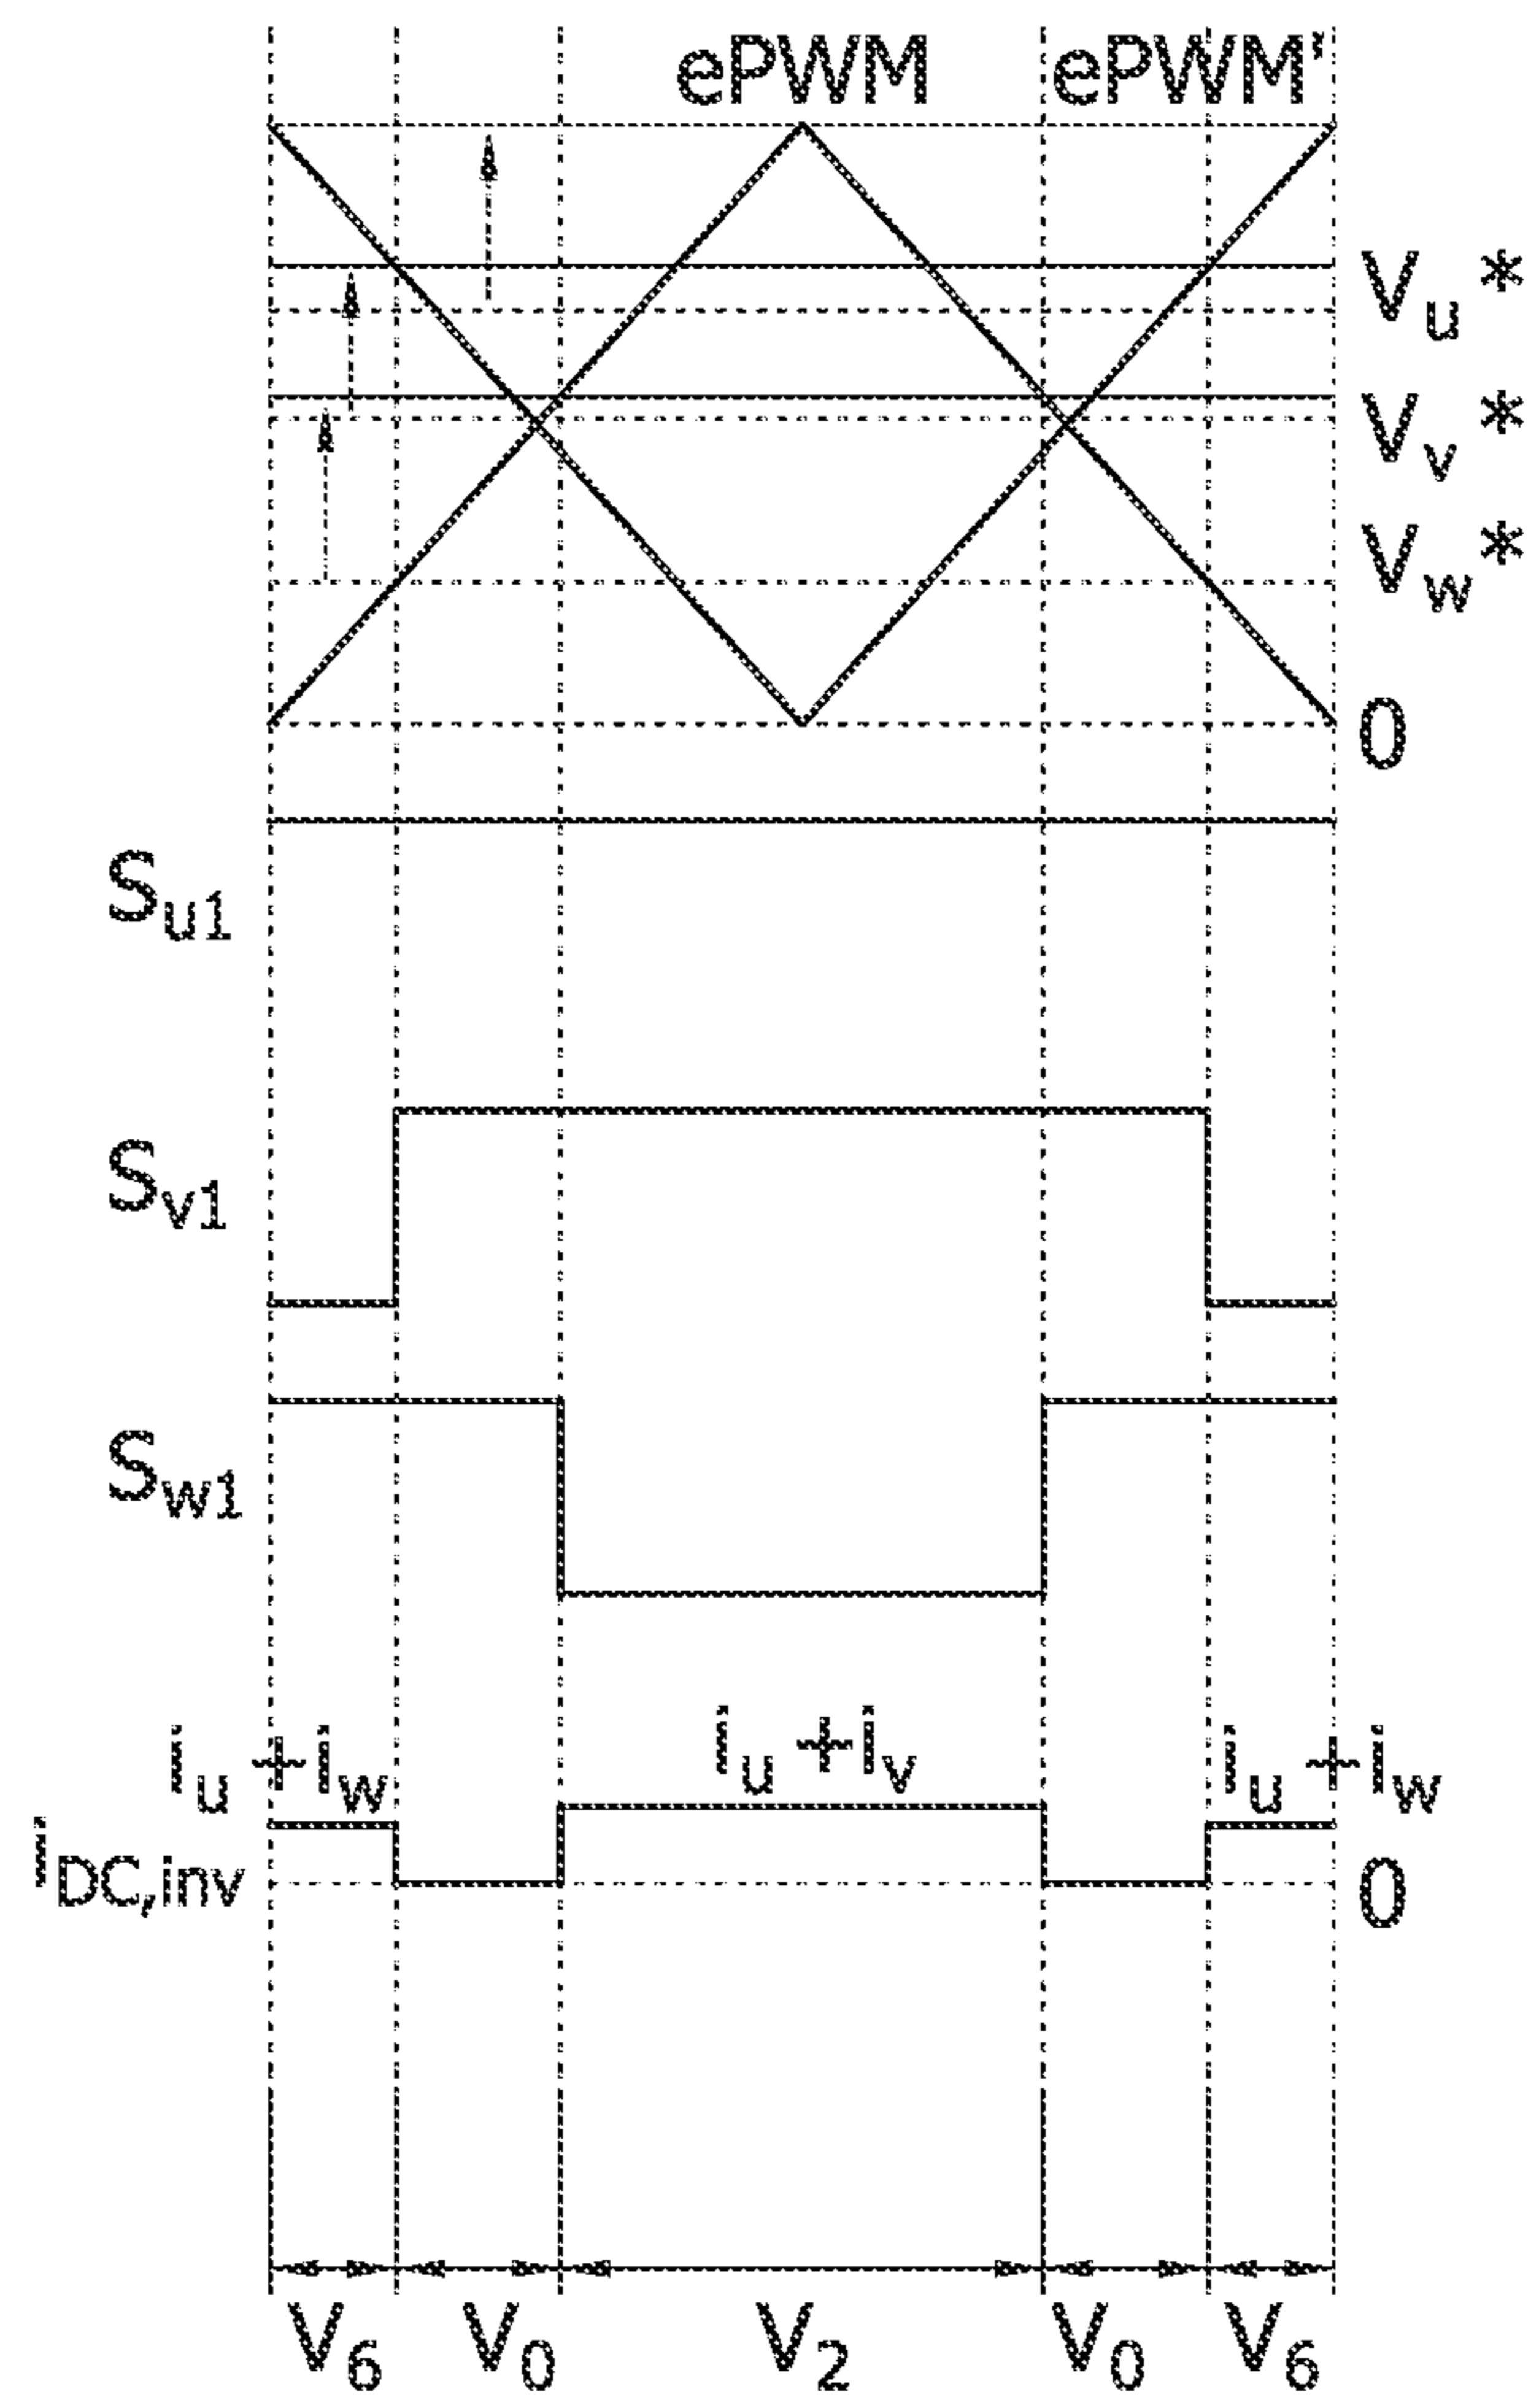 ePWM ePWM'
Vu*
Vv*
Vw*
0
Su1
Sv1
Sw1
iu+iw iu+iv iu+iw
iDC,inv 0
V6 V0 V2 V0 V6